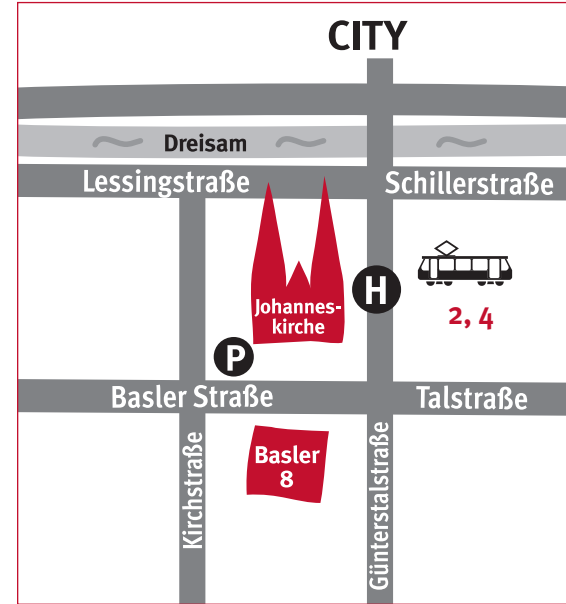 CITY
Dreisam
Lessingstraße
Schillerstraße
Johannes-
kirche
H
2, 4
P
Basler Straße
Talstraße
Kirchstraße
Basler
8
Günterstalstraße